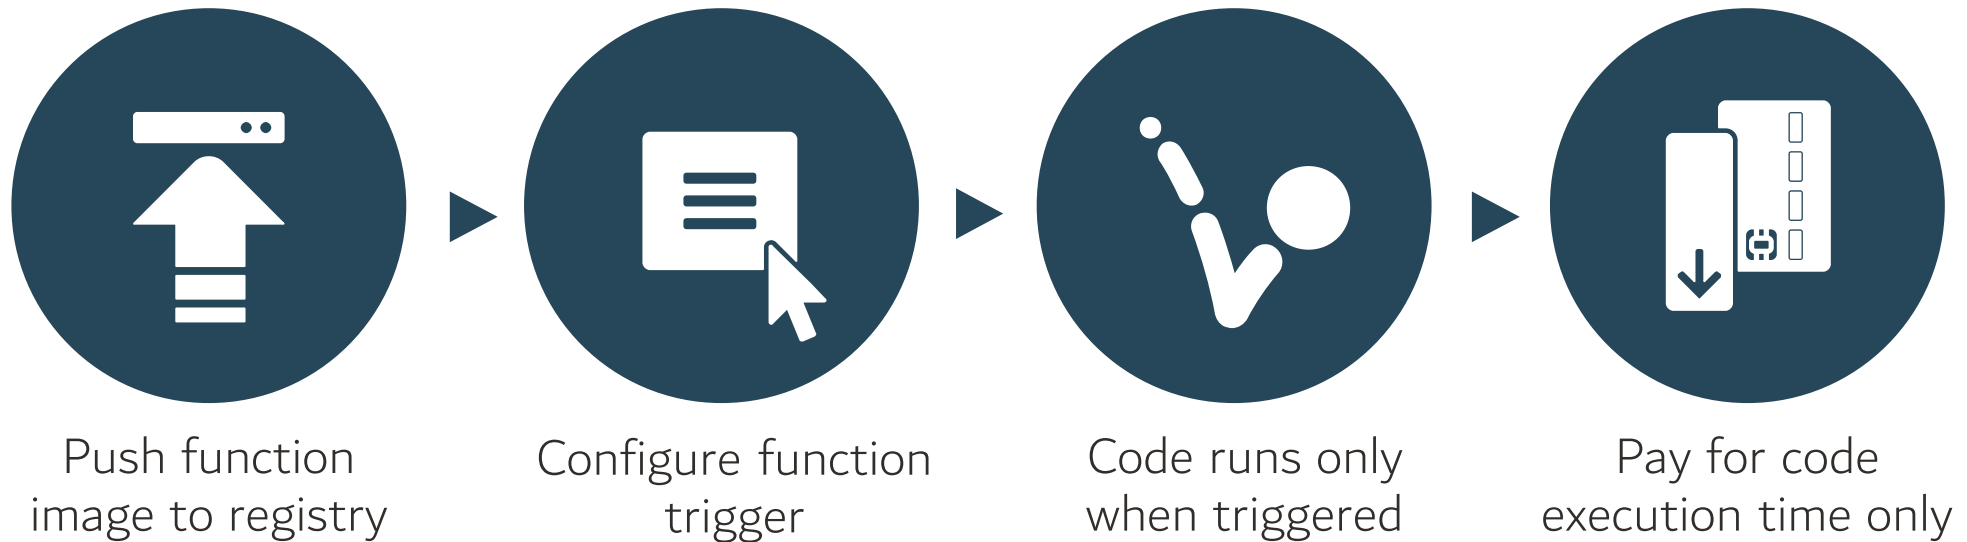 Push function
image to registry
Configure function
trigger
Code runs only
when triggered
Pay for code
execution time only